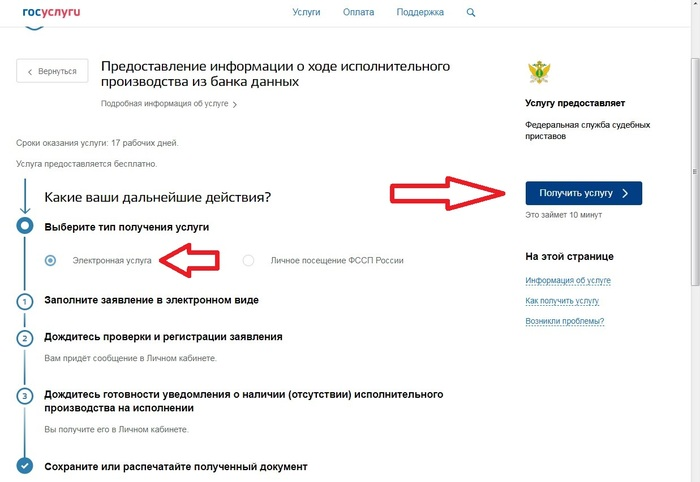 госуслуги
Услуги
Оплата
Поддержка
Вернуться
Предоставление информации о ходе исполнительного
производства из банка данных
Подробная информация об услуге
Сроки оказания услуги: 17 рабочих дней.
Услуга предоставляется бесплатно.
Какие ваши дальнейшие действия?
Выберите тип получения услуги
Электронная услуга
Личное посещение ФССП России
1
Заполните заявление в электронном виде
2
Дождитесь проверки и регистрации заявления
Вам придёт сообщение в Личном кабинете.
3
Дождитесь готовности уведомления о наличии (отсутствии) исполнительного
производства на исполнении
Вы получите его в Личном кабинете.
Сохраните или распечатайте полученный документ
Услугу предоставляет
Федеральная служба судебных
приставов
Получить услугу
Это займет 10 минут
На этой странице
Информация об услуге
Как получить услугу
Возникли проблемы?